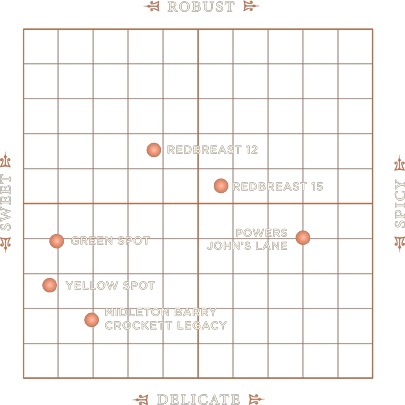 ROBUST
REDBREAST 12
REDBREAST 15
SWEET
SPICY
POWERS
JOHN'S LANE
GREEN SPOT
YELLOW SPOT
MIDLETON BARRY
CROCKETT LEGACY
DELICATE